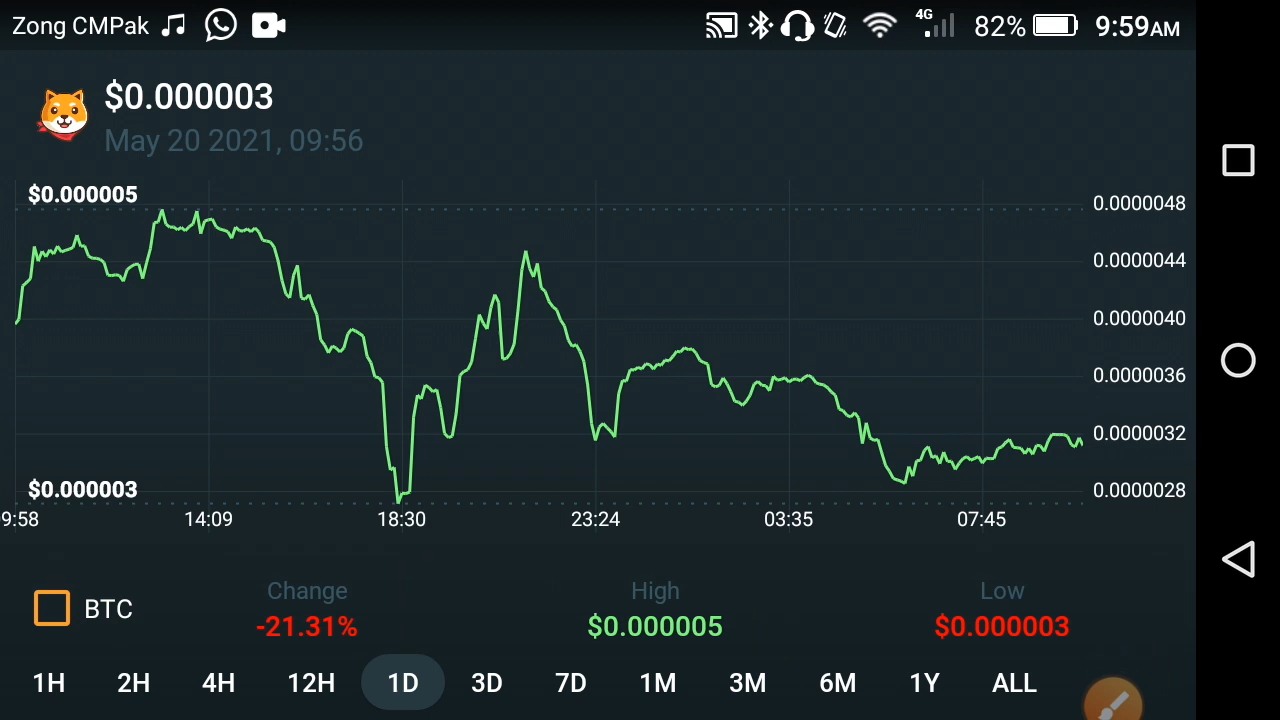 Zong CMPak 4G 82% 9:59AM
$0.000003
May 20 2021, 09:56
$0.000005
0.0000048
0.0000044
0.0000040
0.0000036
0.0000032
$0.000003
0.0000028
9:58 14:09 18:30 23:24 03:35 07:45
Change High Low
BTC
-21.31% $0.000005 $0.000003
1H 2H 4H 12H 1D 3D 7D 1M 3M 6M 1Y ALL